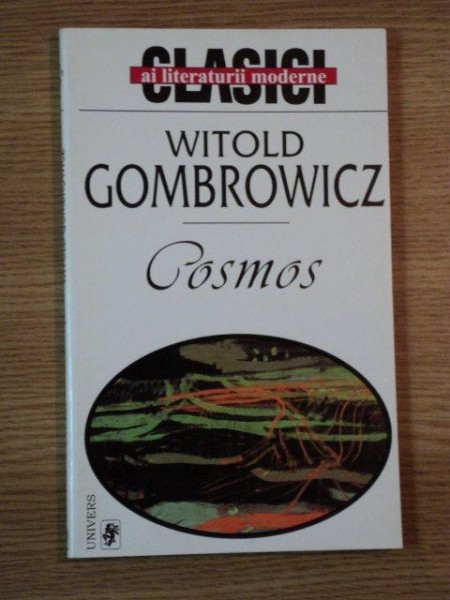 CLASICI
ai literaturii moderne
WITOLD
GOMBROWICZ
Cosmos
UNIVERS